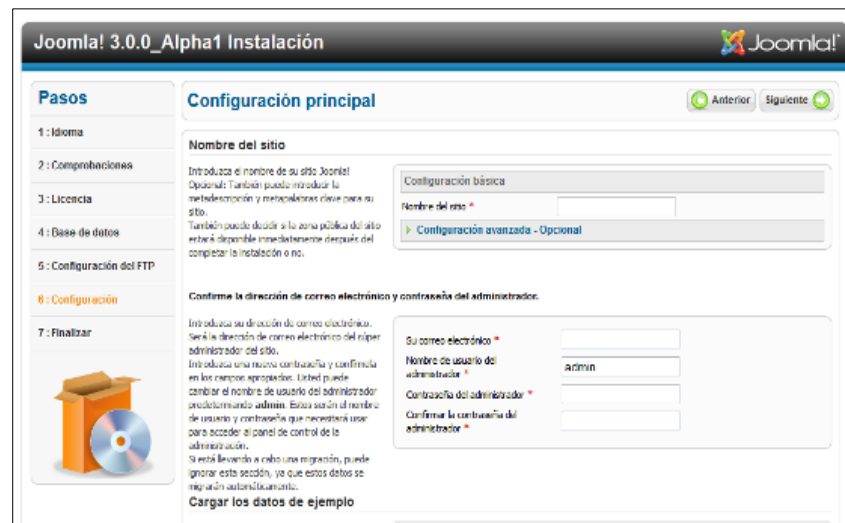 Joomla! 3.0.0_Alpha1 Instalación
Joomla!
Pasos
1 : Idioma
2 : Comprobaciones
3 : Licencia
4 : Base de datos
5 : Configuración del FTP
6 : Configuración
7 : Finalizar
Configuración principal
Anterior
Siguiente
Nombre del sitio
Introduzca el nombre de su sitio Joomla!
Opcional: También puede introducir la
metadescripción y metapalabras clave para su
sitio.
También puede decidir si la zona pública del sitio
estará disponible inmediatamente después del
completar la instalación o no.
Configuración básica
Nombre del sitio *
Configuración avanzada - Opcional
Confirme la dirección de correo electrónico y contraseña del administrador.
Introduzca su dirección de correo electrónico.
Será la dirección de correo electrónico del súper
administrador del sitio.
Introduzca una nueva contraseña y confírmela
en los campos apropiados. Usted puede
cambiar el nombre de usuario del administrador
predeterminando admin. Estos serán el nombre
de usuario y contraseña que necesitará usar
para acceder al panel de control de la
administración.
Si está llevando a cabo una migración, puede
ignorar esta sección, ya que estos datos se
migrarán automáticamente.
Su correo electrónico *
Nombre de usuario del
administrador *
admin
Contraseña del administrador *
Confirmar la contraseña del
administrador *
Cargar los datos de ejemplo